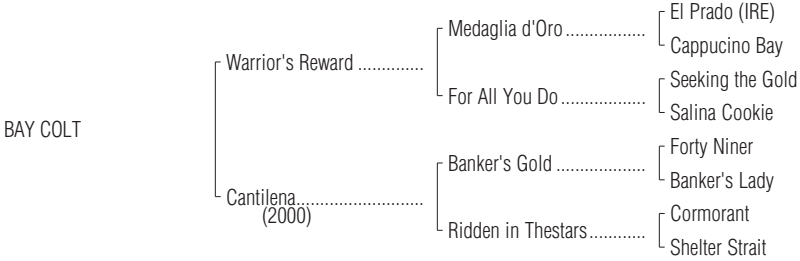 El Prado (IRE)
Medaglia d'Oro.................
Cappucino Bay
Warrior's Reward ..............
Seeking the Gold
For All You Do..................
Salina Cookie
BAY COLT
Forty Niner
Banker's Gold ...................
Banker's Lady
Cantilena...........................
(2000)
Cormorant
Ridden in Thestars............
Shelter Strait